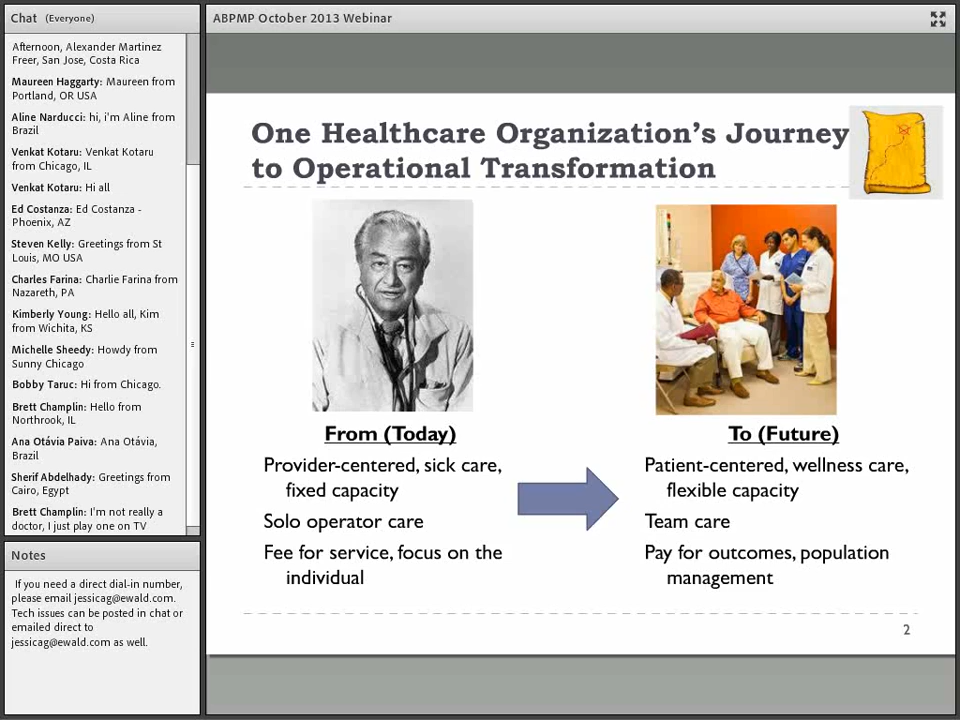 Chat (Everyone)
Afternoon, Alexander Martinez
Freer, San Jose, Costa Rica
Maureen Haggarty: Maureen from
Portland, OR USA
Aline Narducci: hi, i'm Aline from
Brazil
Venkat Kotaru: Venkat Kotaru
from Chicago, IL
Venkat Kotaru: Hi all
Ed Costanza: Ed Costanza -
Phoenix, AZ
Steven Kelly: Greetings from St
Louis, MO USA
Charles Farina: Charlie Farina from
Nazareth, PA
Kimberly Young: Hello all, Kim
from Wichita, KS
Michelle Sheedy: Howdy from
Sunny Chicago
Bobby Taruc: Hi from Chicago.
Brett Champlin: Hello from
Northrook, IL
Ana Otávia Paiva: Ana Otávia,
Brazil
Sherif Abdelhady: Greetings from
Cairo, Egypt
Brett Champlin: I'm not really a
doctor, I just play one on TV
Notes
If you need a direct dial-in number,
please email jessicag@ewald.com.
Tech issues can be posted in chat or
emailed direct to
jessicag@ewald.com as well.
ABPMP October 2013 Webinar
One Healthcare Organization's Journey
to Operational Transformation
From (Today)
Provider-centered, sick care,
fixed capacity
Solo operator care
Fee for service, focus on the
individual
To (Future)
Patient-centered, wellness care,
flexible capacity
Team care
Pay for outcomes, population
management
2